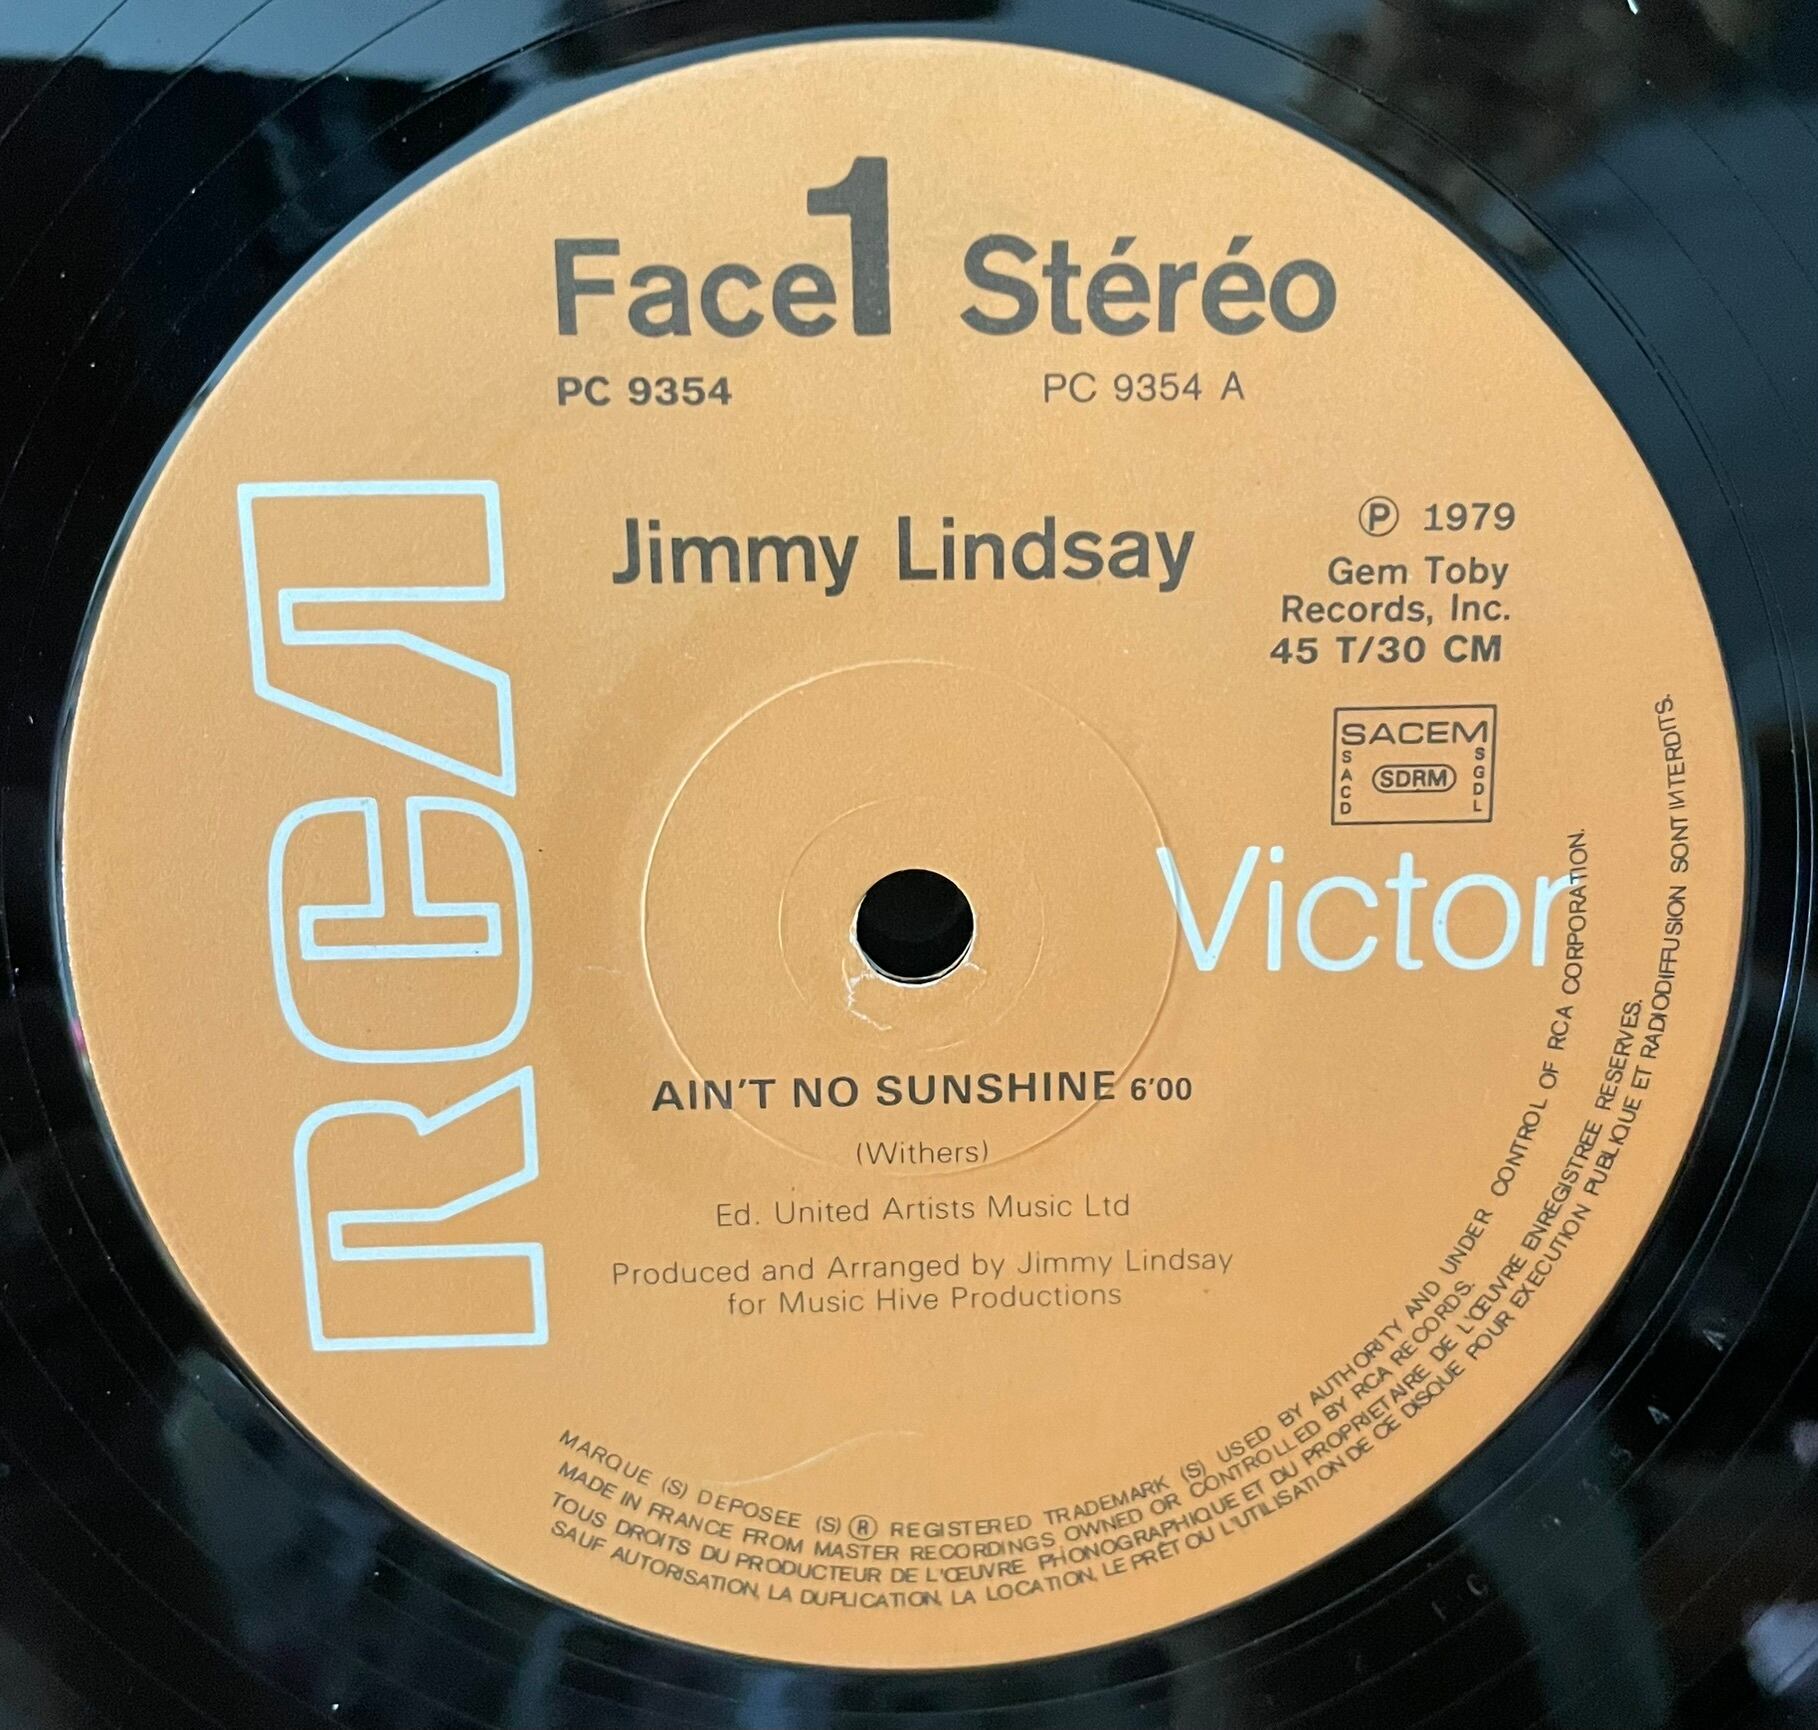 Face 1 Stéréo
PC 9354 PC 9354 A
Jimmy Lindsay
Ⓟ 1979
Gem Toby
Records, Inc.
45 T/30 CM
SACEM
SACD
SDRM
SGDL
RCA
Victor
AIN'T NO SUNSHINE 6'00
(Withers)
Ed. United Artists Music Ltd
Produced and Arranged by Jimmy Lindsay
for Music Hive Productions
MARQUE (S) DEPOSEE (S) ® REGISTERED TRADEMARK (S) USED BY AUTHORITY AND UNDER CONTROL OF RCA CORPORATION.
MADE IN FRANCE FROM MASTER RECORDINGS OWNED OR CONTROLLED BY RCA RECORDS.
TOUS DROITS DU PRODUCTEUR DE L'ŒUVRE PHONOGRAPHIQUE ET DU PROPRIETAIRE DE L'ŒUVRE ENREGISTREE RESERVES.
SAUF AUTORISATION, LA DUPLICATION, LA LOCATION, LE PRÊT OU L'UTILISATION DE CE DISQUE POUR EXECUTION PUBLIQUE ET RADIODIFFUSION SONT INTERDITS.